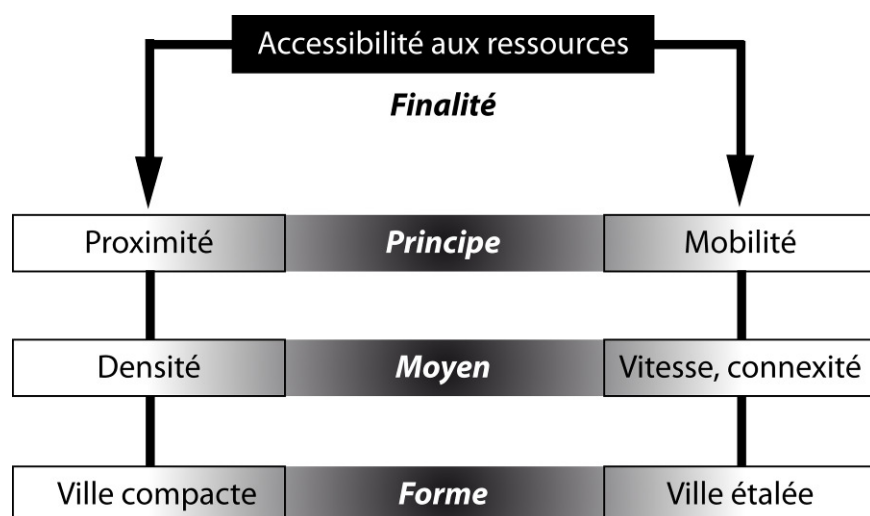 Accessibilité aux ressources
Finalité
Proximité Principe Mobilité
Densité Moyen Vitesse, connexité
Ville compacte Forme Ville étalée